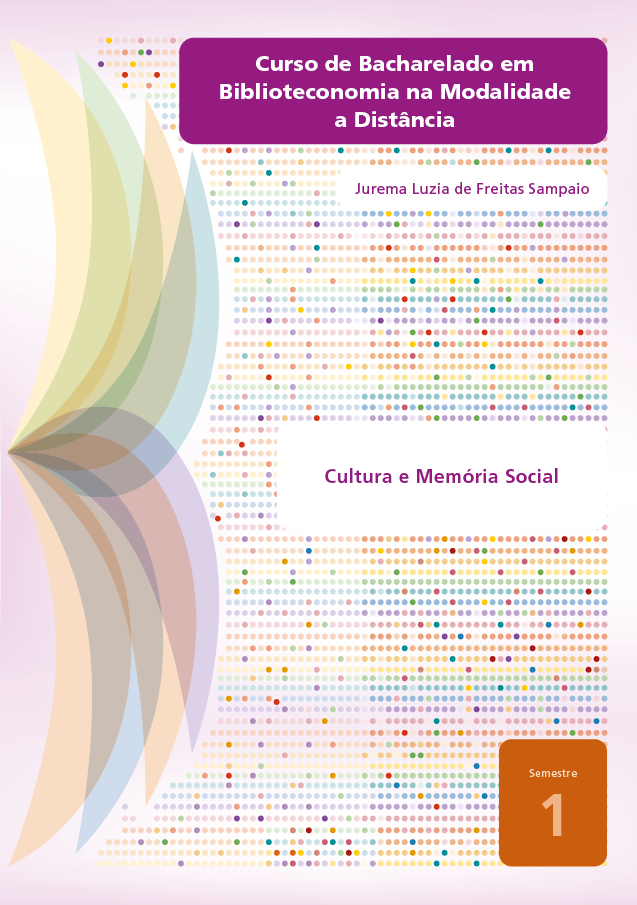 Curso de Bacharelado em
Biblioteconomia na Modalidade
a Distância
Jurema Luzia de Freitas Sampaio
Cultura e Memória Social
Semestre
1